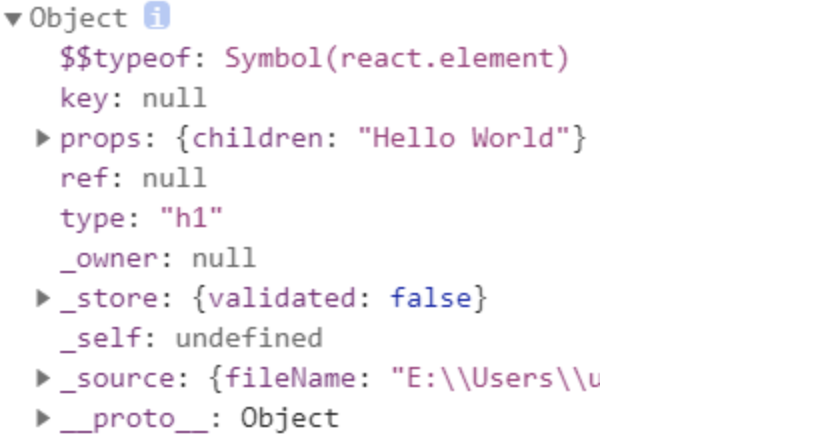 ▼Object i
$$typeof: Symbol(react.element)
key: null
▶props: {children: "Hello World"}
ref: null
type: "h1"
_owner: null
▶_store: {validated: false}
_self: undefined
▶_source: {fileName: "E:\\Users\\u
▶__proto__: Object